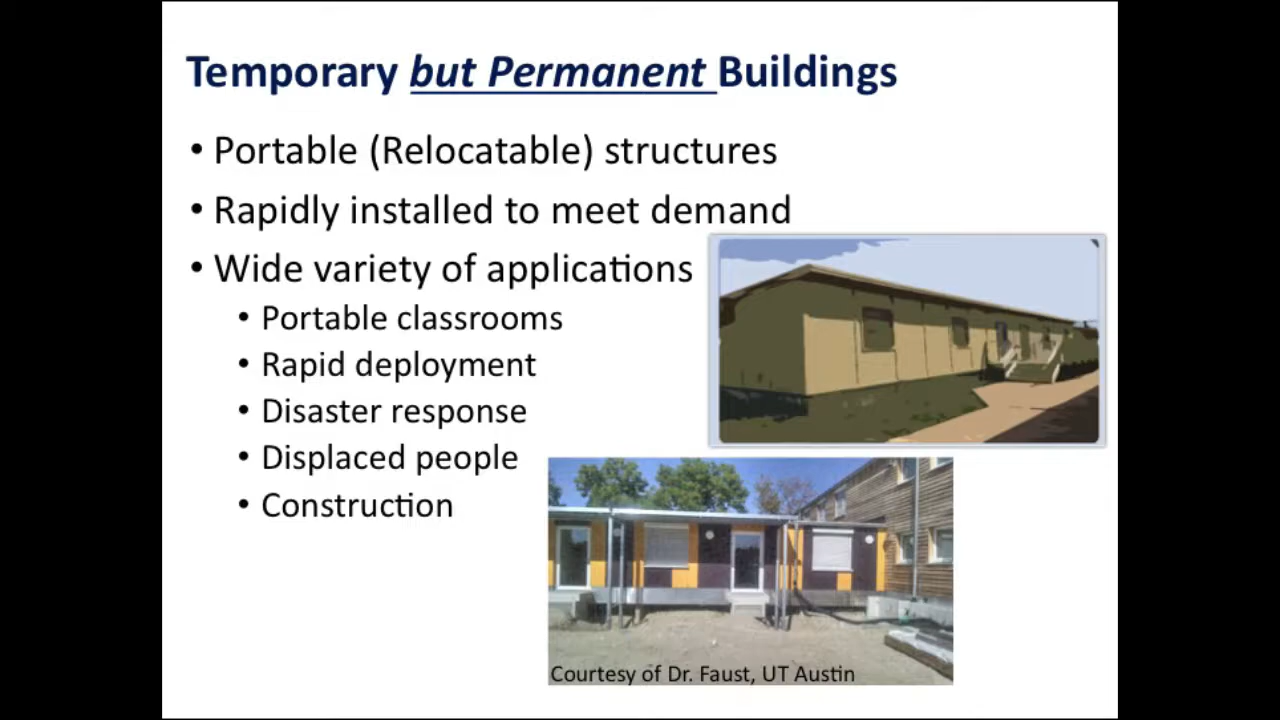 Temporary but Permanent Buildings
• Portable (Relocatable) structures
• Rapidly installed to meet demand
• Wide variety of applications
• Portable classrooms
• Rapid deployment
• Disaster response
• Displaced people
• Construction
Courtesy of Dr. Faust, UT Austin